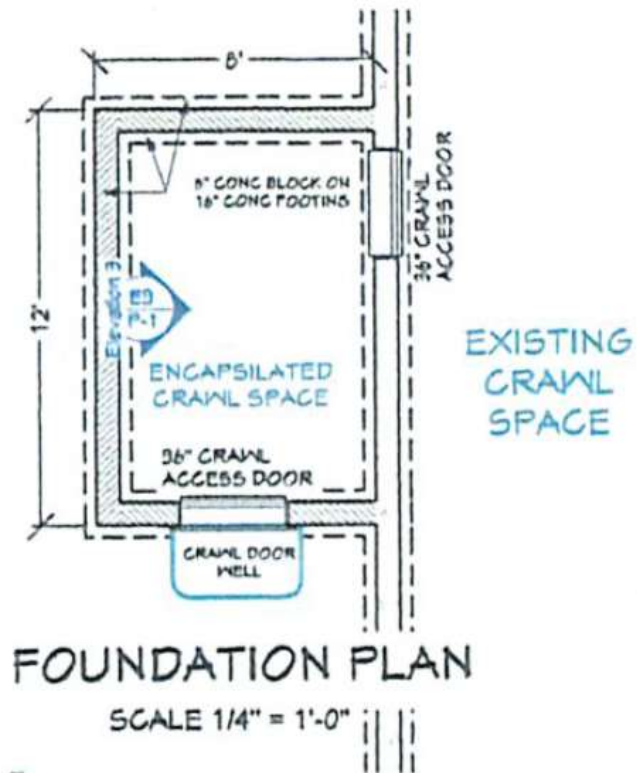 8'
8" CONC BLOCK ON
16" CONC FOOTING
36" CRAWL
ACCESS DOOR
12'
Elevation 3
E3
P-1
ENCAPSILATED
CRAWL SPACE
EXISTING
CRAWL
SPACE
36" CRAWL
ACCESS DOOR
CRAWL DOOR
WELL
FOUNDATION PLAN
SCALE 1/4" = 1'-0"